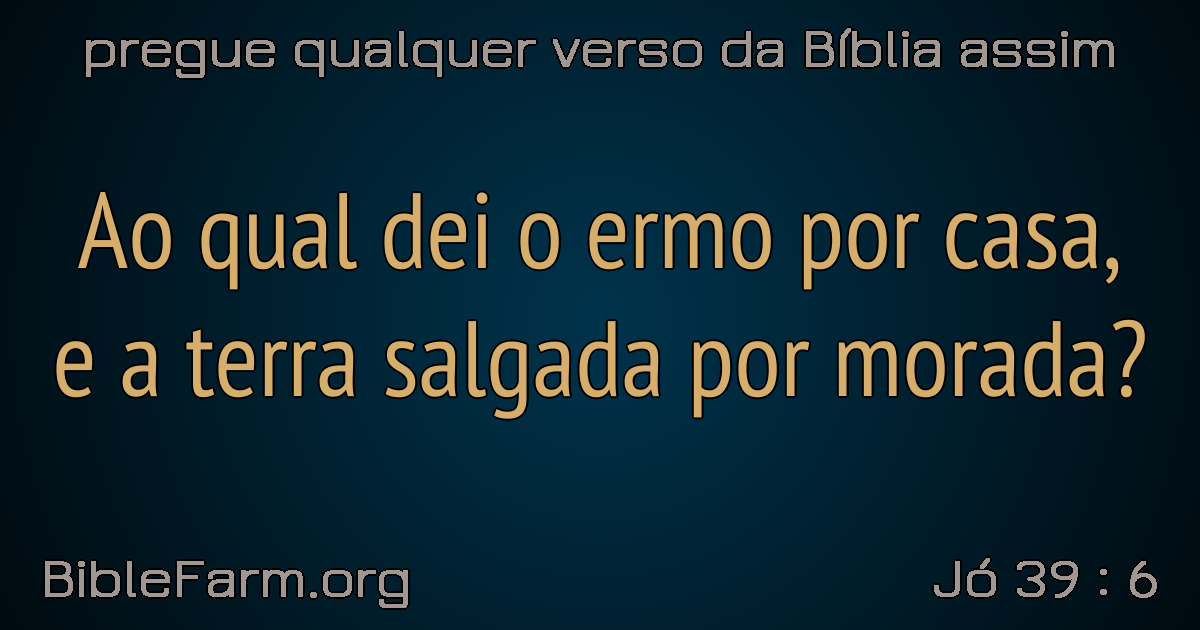 pregue qualquer verso da Bíblia assim
Ao qual dei o ermo por casa,
e a terra salgada por morada?
BibleFarm.org
Jó 39 : 6